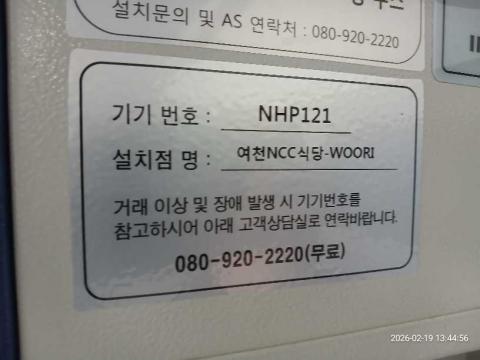 설치문의 및 AS 연락처 : 080-920-2220
기기 번호 : NHP121
설치점 명 : 여천NCC식당-WOORI
거래 이상 및 장애 발생 시 기기번호를
참고하시어 아래 고객상담실로 연락바랍니다.
080-920-2220(무료)
2026-02-19 13:44:56